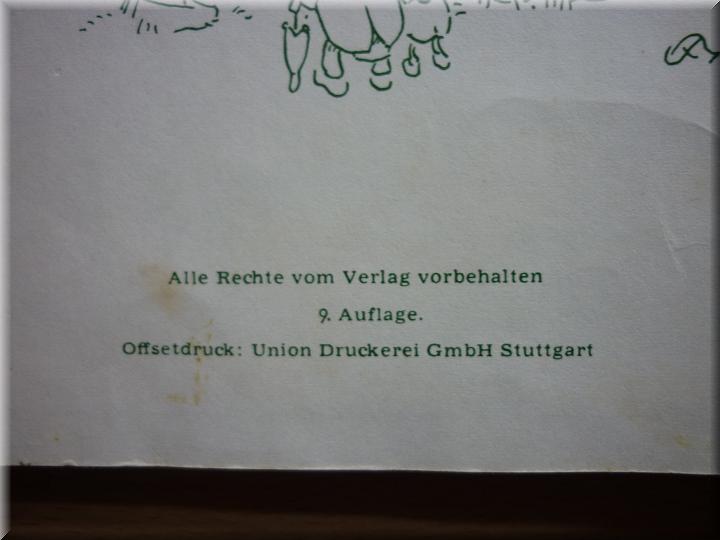 Alle Rechte vom Verlag vorbehalten
9. Auflage.
Offsetdruck: Union Druckerei GmbH Stuttgart